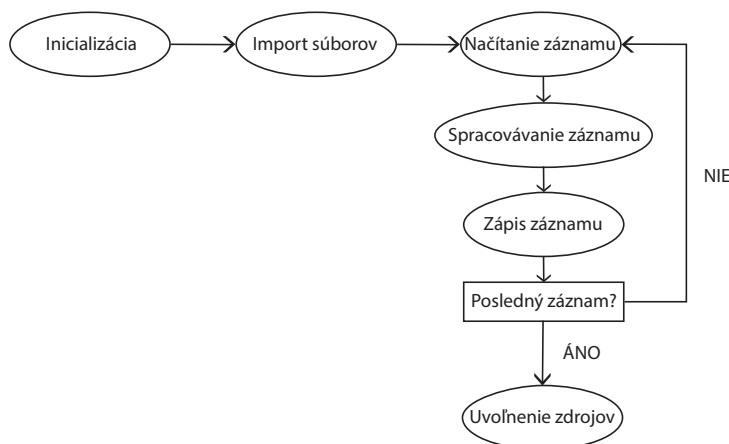 Inicializácia
Import súborov
Načítanie záznamu
Spracovávanie záznamu
NIE
Zápis záznamu
Posledný záznam?
ÁNO
Uvoľnenie zdrojov